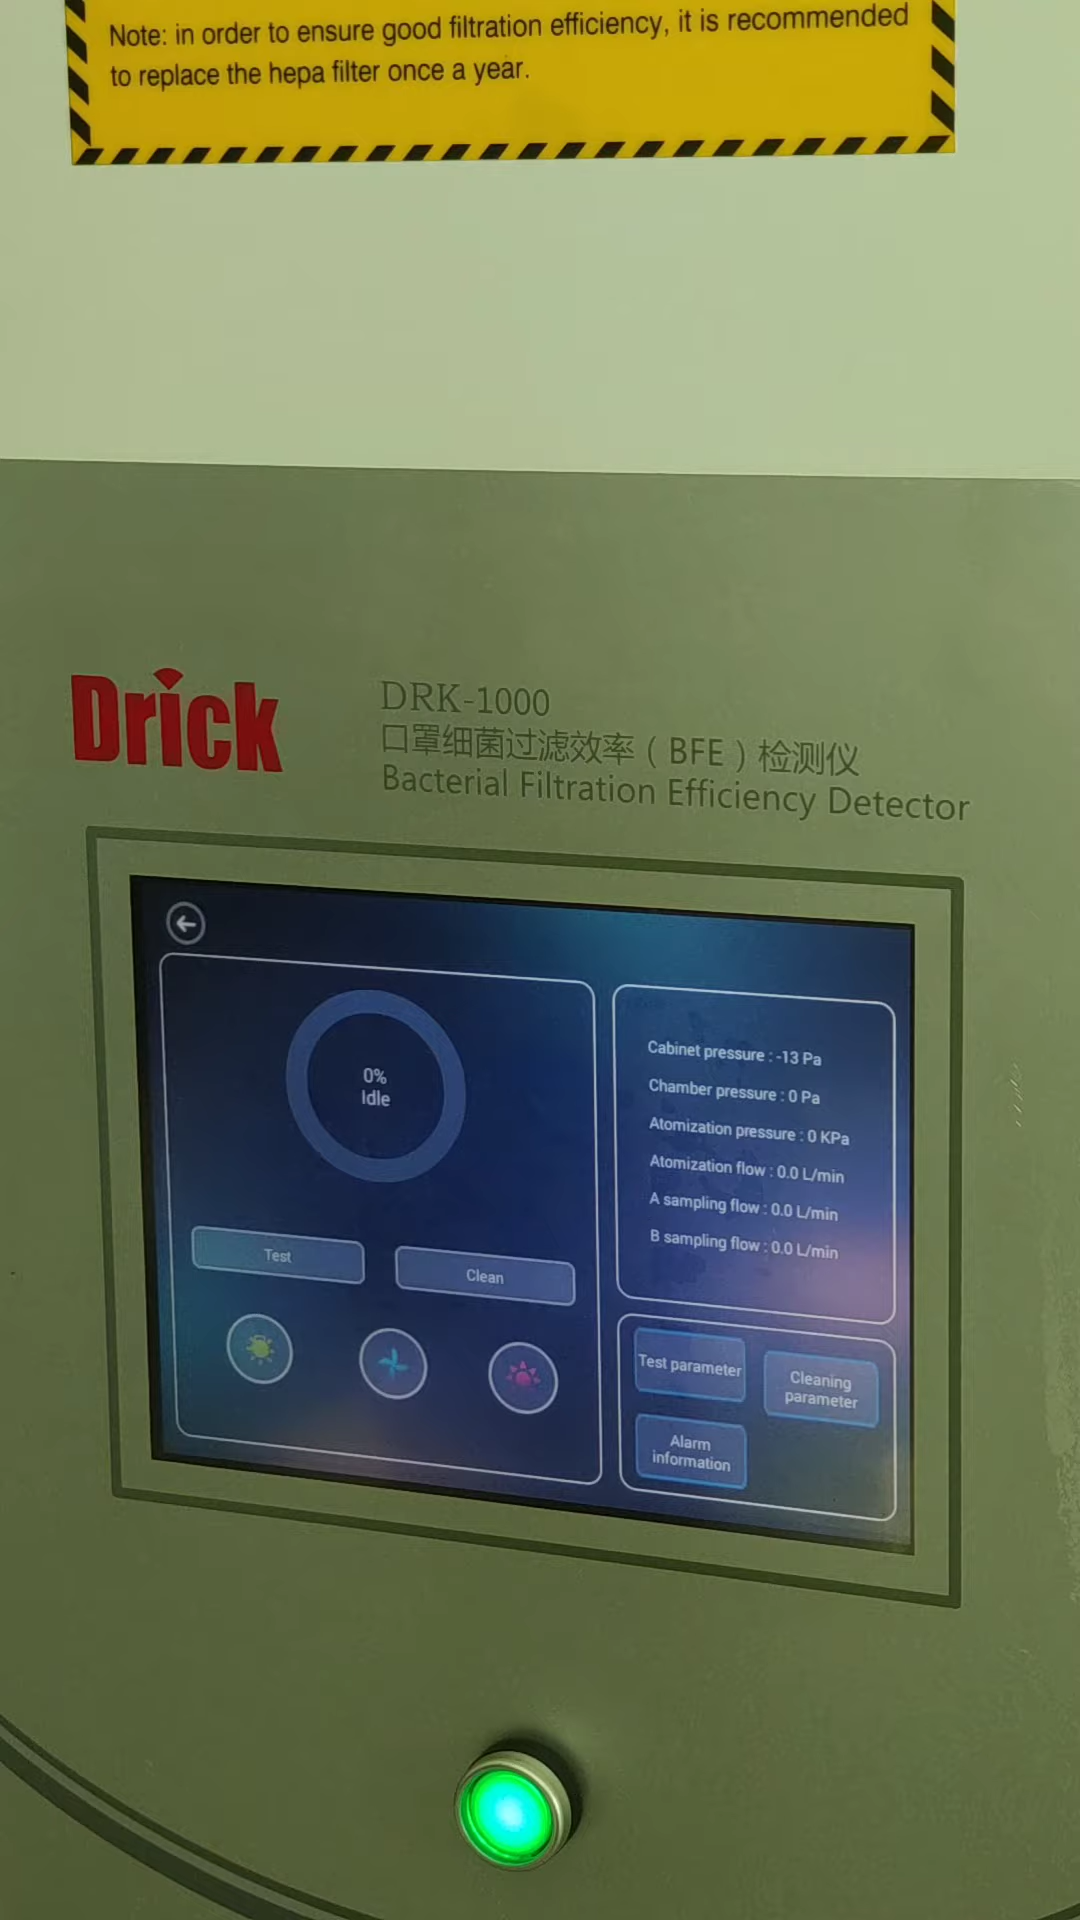 Note: in order to ensure good filtration efficiency, it is recommended
to replace the hepa filter once a year.
Drick
DRK-1000
口罩细菌过滤效率（BFE）检测仪
Bacterial Filtration Efficiency Detector
0%
Idle
Test
Clean
Cabinet pressure : -13 Pa
Chamber pressure : 0 Pa
Atomization pressure : 0 KPa
Atomization flow : 0.0 L/min
A sampling flow : 0.0 L/min
B sampling flow : 0.0 L/min
Test parameter
Cleaning
parameter
Alarm
information